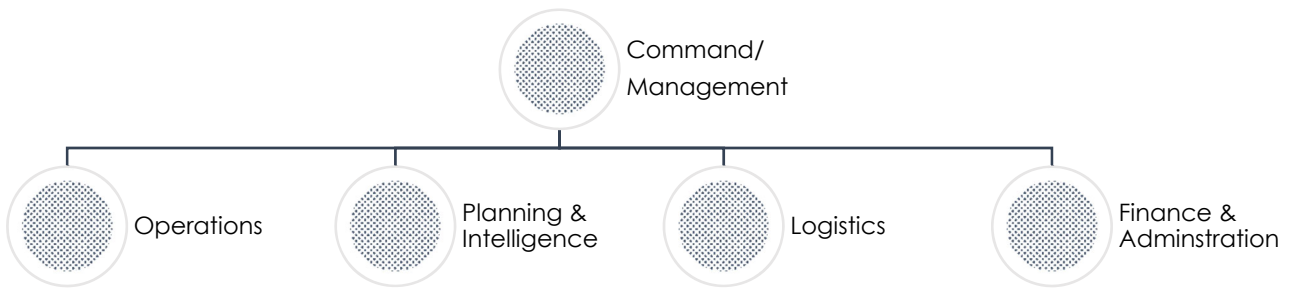 Command/
Management
Operations
Planning &
Intelligence
Logistics
Finance &
Adminstration